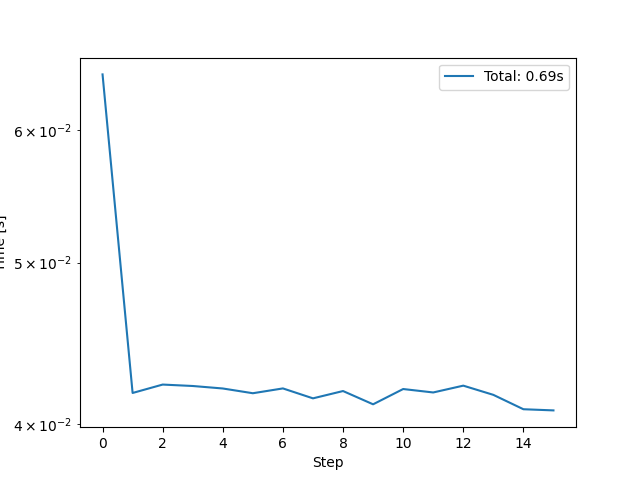 Total: 0.69s
6 × 10⁻²
5 × 10⁻²
4 × 10⁻²
[s]
0 2 4 6 8 10 12 14
Step